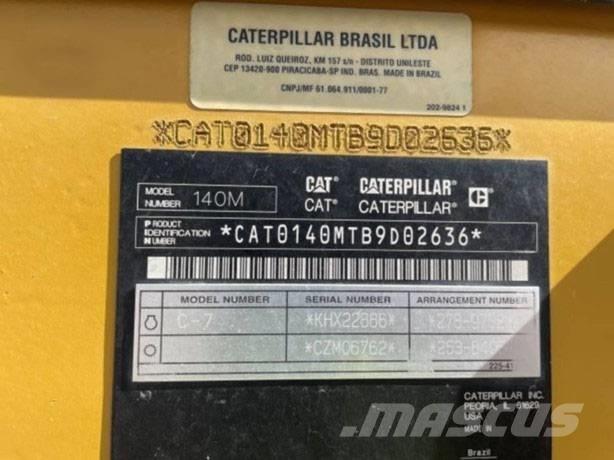 CATERPILLAR BRASIL LTDA
ROD. LUIZ QUEIROZ, KM 157 s/n - DISTRITO UNILESTE
CEP 13420-900 PIRACICABA-SP IND. BRAS. MADE IN BRAZIL
CNPJ/MF 61.064.911/0001-77
202-9824 1
*CAT0140MTB9D02636*
MODEL NUMBER 140M
CAT® CATERPILLAR®
CAT® CATERPILLAR®
PRODUCT IDENTIFICATION NUMBER *CAT0140MTB9D02636*
MODEL NUMBER SERIAL NUMBER ARRANGEMENT NUMBER
C-7 *KHX22886*
*CZM06762*
225-41
CATERPILLAR INC.
PEORIA, IL 61629
USA
MADE IN
Brazil
MASCUS